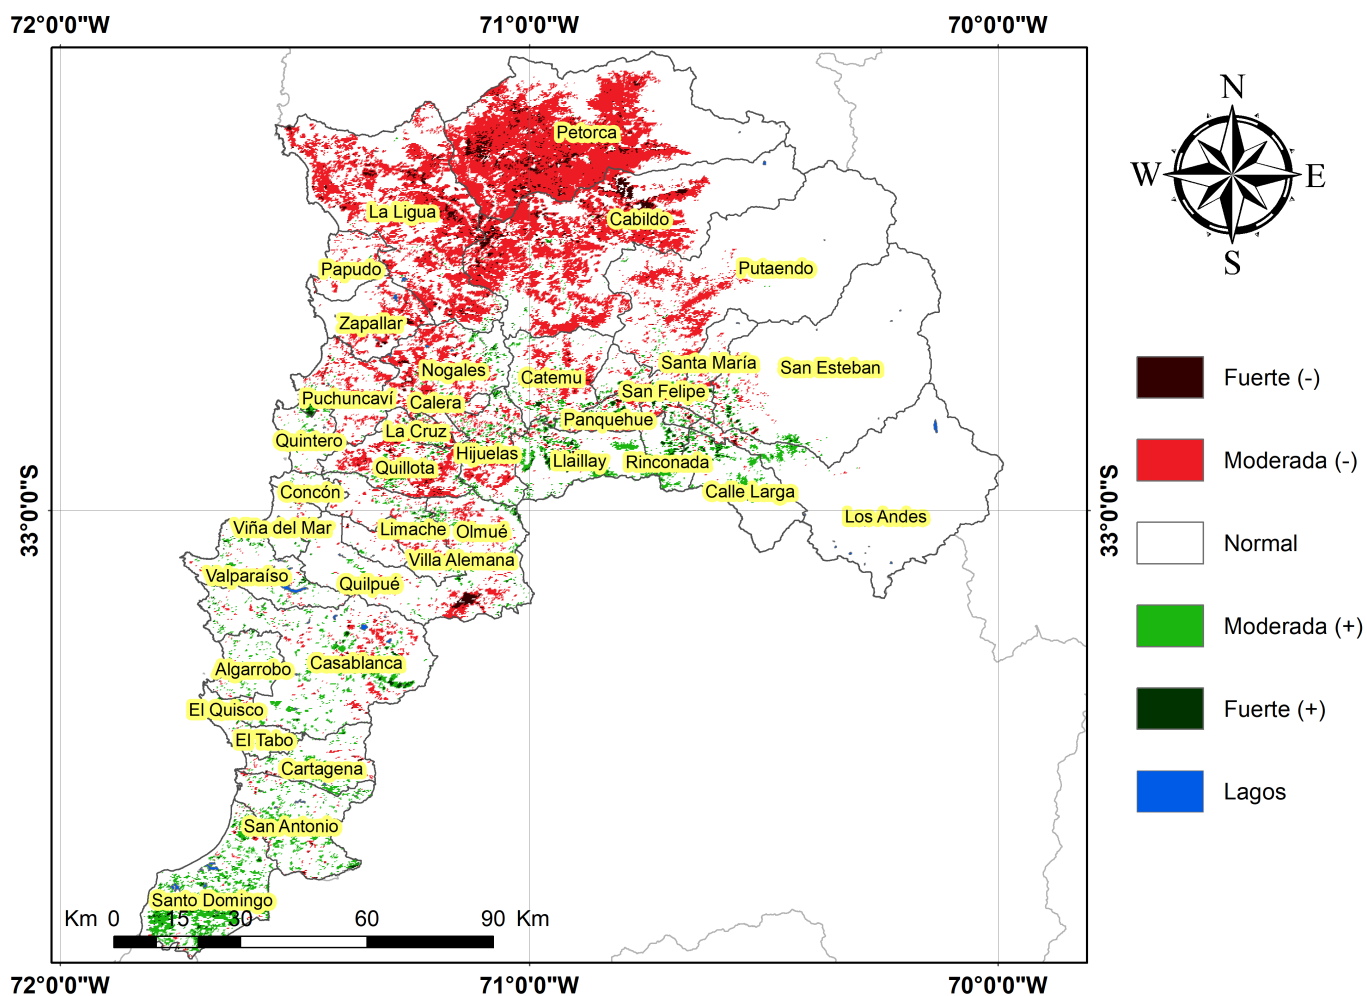 72°0'0"W
71°0'0"W
70°0'0"W
N
W
E
S
Petorca
La Ligua
Cabildo
Papudo
Putaendo
Zapallar
Nogales
Catemu
Santa María
San Esteban
Puchuncaví
Calera
San Felipe
Quintero
La Cruz
Panquehue
Quillota
Hijuelas
Llaillay
Rinconada
Concón
Calle Larga
Viña del Mar
Limache
Olmué
Los Andes
Villa Alemana
Valparaíso
Quilpué
Algarrobo
Casablanca
El Quisco
El Tabo
Cartagena
San Antonio
Santo Domingo
33°0'0"S
33°0'0"S
Fuerte (-)
Moderada (-)
Normal
Moderada (+)
Fuerte (+)
Lagos
Km 0 15 30 60 90 Km
72°0'0"W
71°0'0"W
70°0'0"W